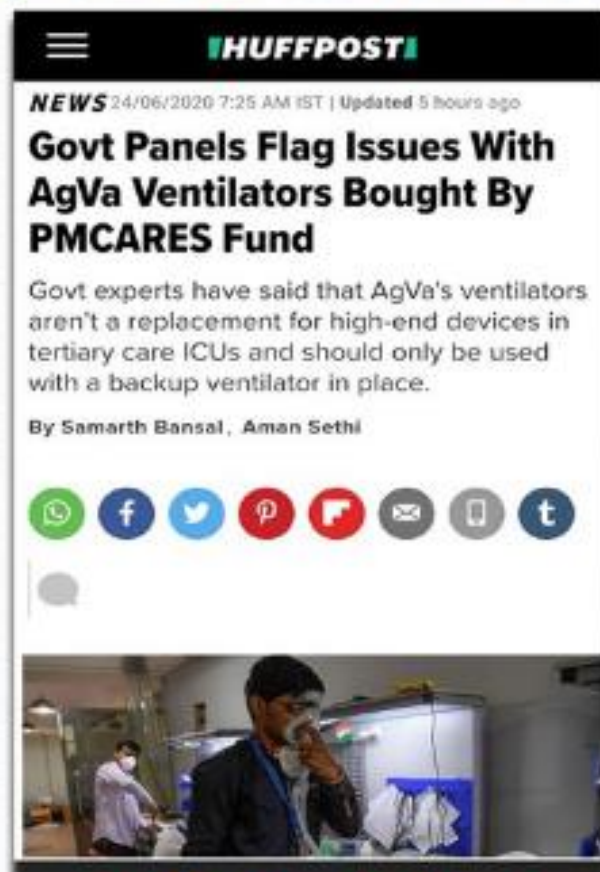 HUFFPOST
NEWS 24/06/2020 7:25 AM IST | Updated 5 hours ago
Govt Panels Flag Issues With
AgVa Ventilators Bought By
PMCARES Fund
Govt experts have said that AgVa's ventilators
aren't a replacement for high-end devices in
tertiary care ICUs and should only be used
with a backup ventilator in place.
By Samarth Bansal, Aman Sethi